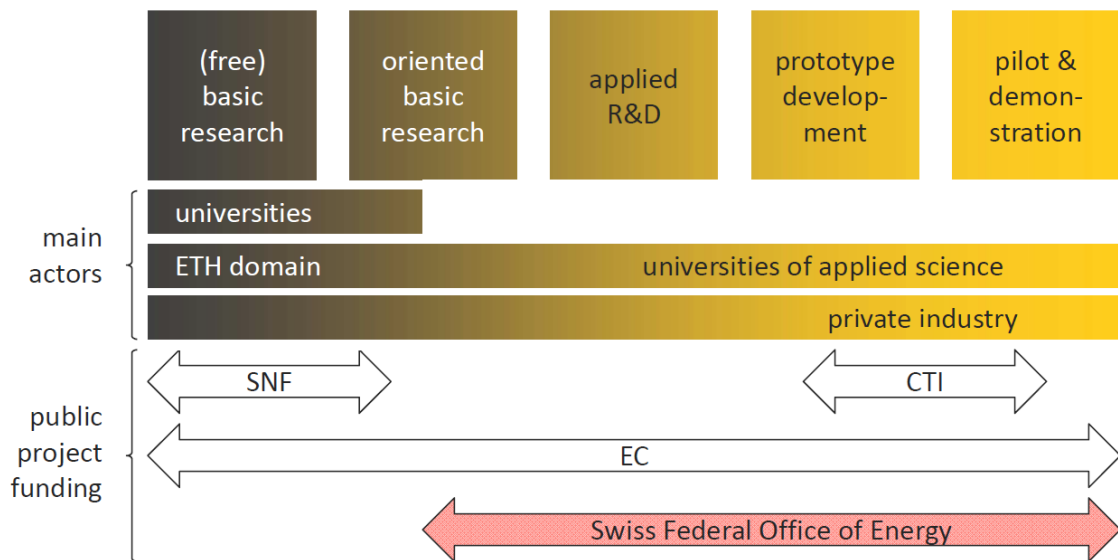 (free)
basic
research
oriented
basic
research
applied
R&D
prototype
develop-
ment
pilot &
demon-
stration
main
actors
universities
ETH domain
universities of applied science
private industry
public
project
funding
SNF
CTI
EC
Swiss Federal Office of Energy